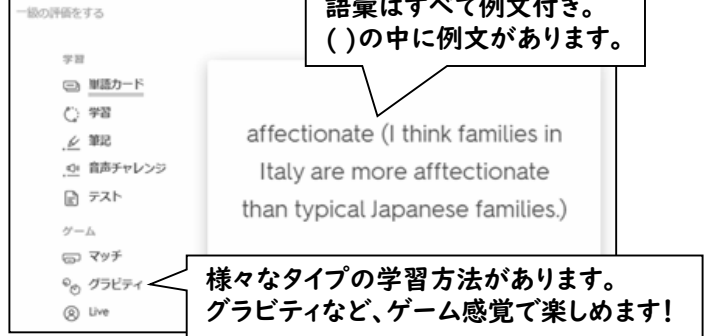 一級の評価をする
語彙はすべて例文付き。
( )の中に例文があります。
学習
単語カード
学習
筆記
音声チャレンジ
テスト
ゲーム
マッチ
グラビティ
Live
affectionate (I think families in
Italy are more afftectionate
than typical Japanese families.)
様々なタイプの学習方法があります。
グラビティなど、ゲーム感覚で楽しめます!